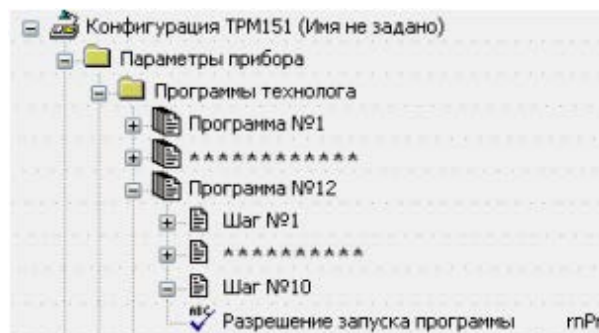 Конфигурация ТРМ151 (Имя не задано)
Параметры прибора
Программы технолога
Программа №1
* * * * * * * * * * * *
Программа №12
Шаг №1
* * * * * * * * * *
Шаг №10
Разрешение запуска программы